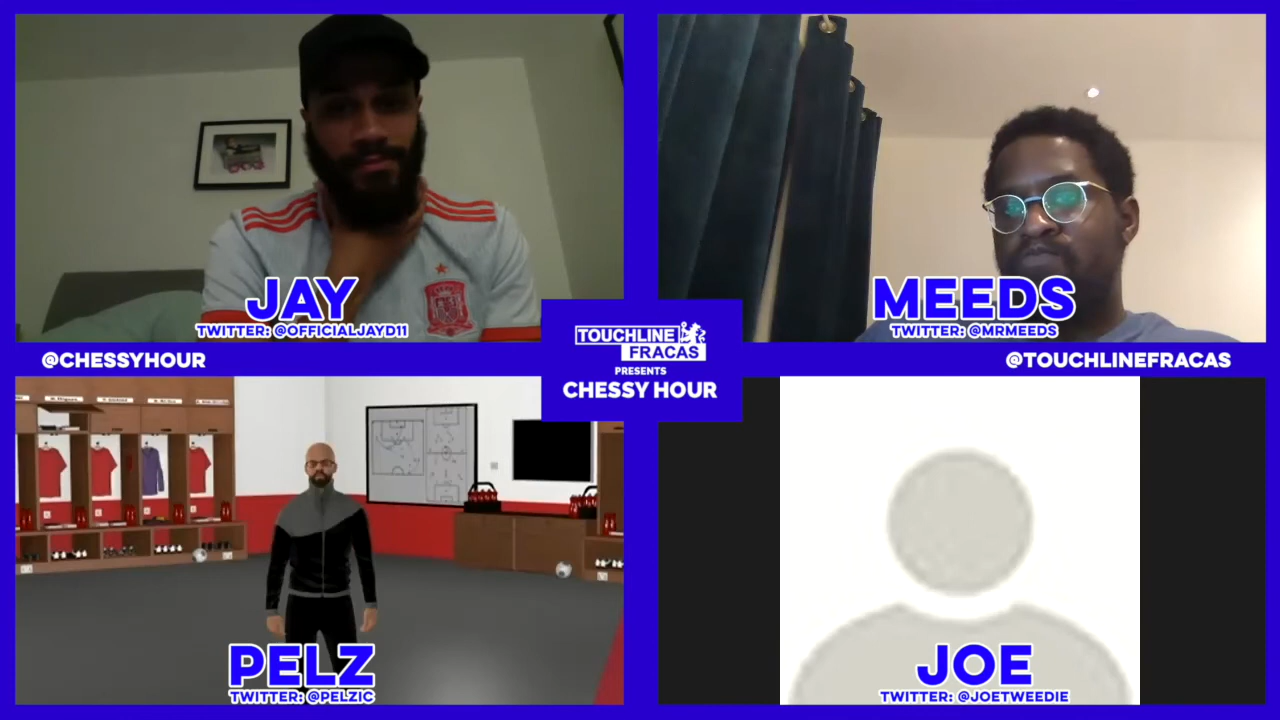 JAY
TWITTER: @OFFICIALJAYD11
MEEDS
TWITTER: @MRMEEDS
@CHESSYHOUR
TOUCHLINE
FRACAS
PRESENTS
CHESSY HOUR
@TOUCHLINEFRACAS
PELZ
TWITTER: @PELZIC
JOE
TWITTER: @JOETWEEDIE